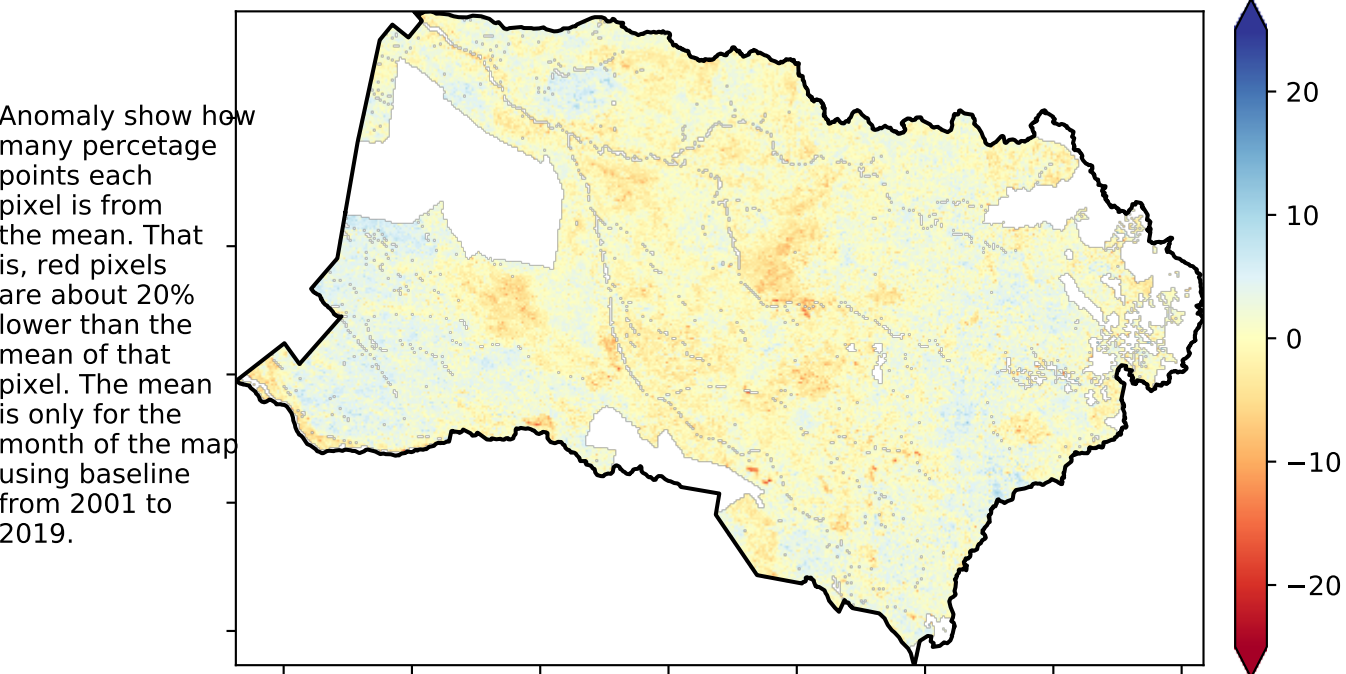 Anomaly show how
many percetage
points each
pixel is from
the mean. That
is, red pixels
are about 20%
lower than the
mean of that
pixel. The mean
is only for the
month of the map
using baseline
from 2001 to
2019.
20
10
0
−10
−20